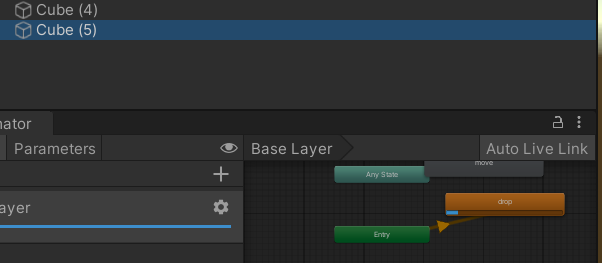 Cube (4)
Cube (5)
nator
Parameters
Base Layer
Auto Live Link
move
Any State
ayer
drop
Entry